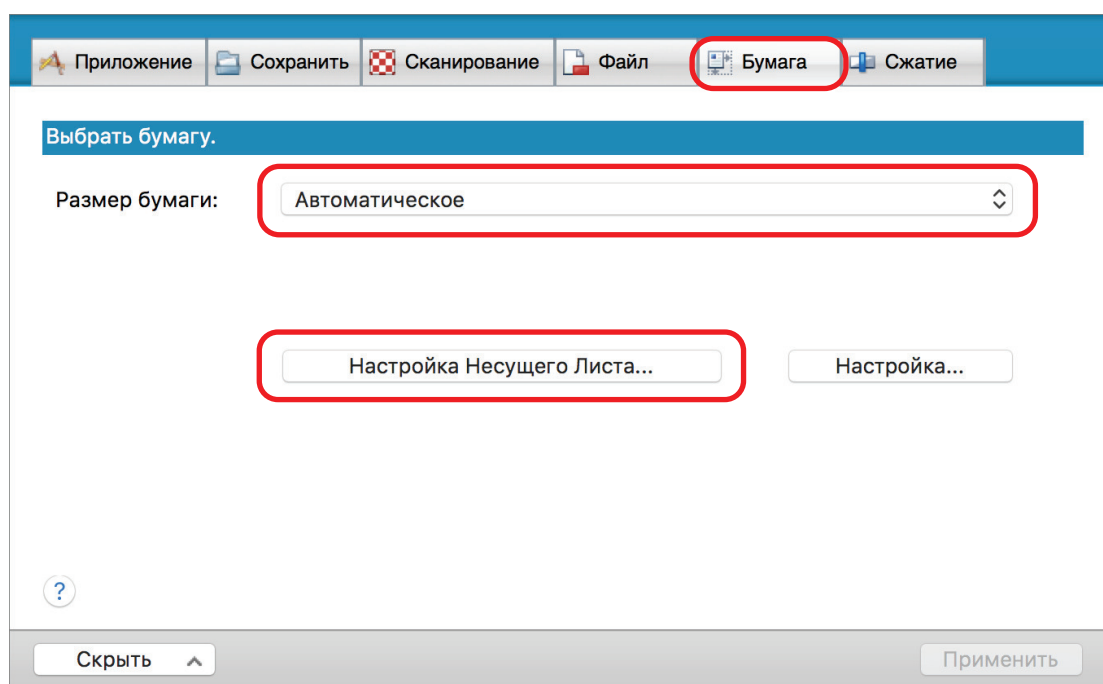 Приложение Сохранить Сканирование Файл Бумага Сжатие
Выбрать бумагу.
Размер бумаги: Автоматическое
Настройка Несущего Листа... Настройка...
?
Скрыть Применить